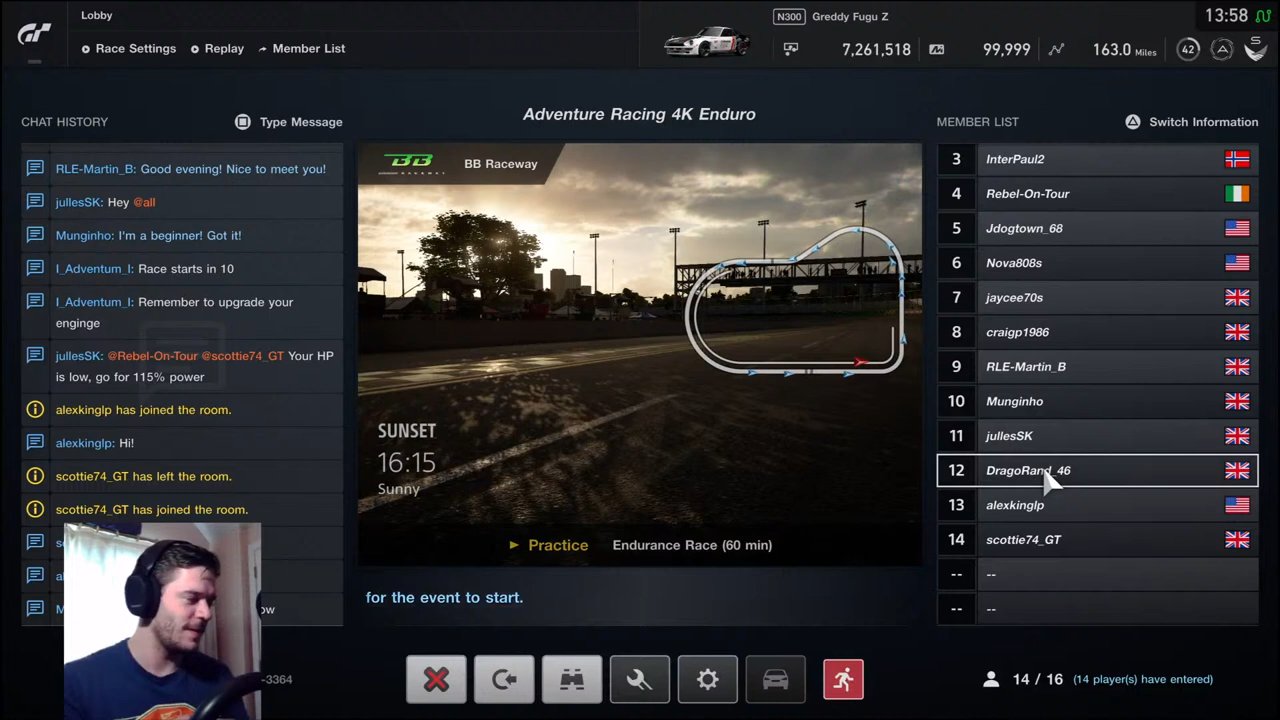 Lobby
Race Settings
Replay
Member List
N300 Greddy Fugu Z
7,261,518
99,999
163.0 Miles
42
S
13:58
CHAT HISTORY
Type Message
RLE-Martin_B: Good evening! Nice to meet you!
jullesSK: Hey @all
Munginho: I'm a beginner! Got it!
I_Adventum_I: Race starts in 10
I_Adventum_I: Remember to upgrade your
enginge
jullesSK: @Rebel-On-Tour @scottie74_GT Your HP
is low, go for 115% power
alexkinglp has joined the room.
alexkinglp: Hi!
scottie74_GT has left the room.
scottie74_GT has joined the room.
-3364
Adventure Racing 4K Enduro
BB RACEWAY
BB Raceway
SUNSET
16:15
Sunny
Practice Endurance Race (60 min)
for the event to start.
MEMBER LIST
Switch Information
3 InterPaul2
4 Rebel-On-Tour
5 Jdogtown_68
6 Nova808s
7 jaycee70s
8 craigp1986
9 RLE-Martin_B
10 Munginho
11 jullesSK
12 DragoRand_46
13 alexkinglp
14 scottie74_GT
-- --
-- --
14 / 16 (14 player(s) have entered)